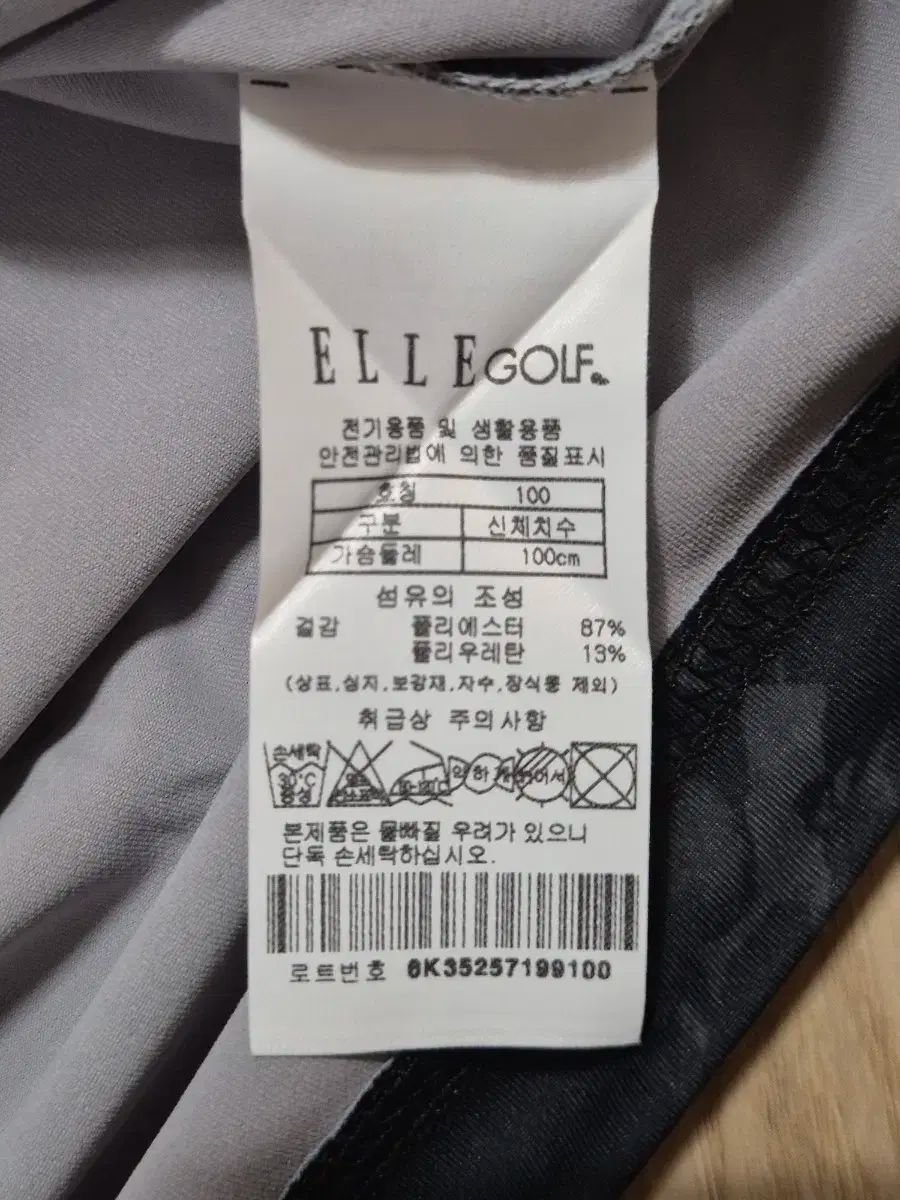 ELLE GOLF
전기용품 및 생활용품
안전관리법에 의한 품질표시
호칭 100
구분 신체치수
가슴둘레 100cm
섬유의 조성
겉감 폴리에스터 87%
폴리우레탄 13%
(상표,심지,보강재,자수,장식물 제외)
취급상 주의사항
손세탁 30℃ 중성
약하게
본제품은 물빠질 우려가 있으니
단독 손세탁하십시오.
로트번호 6K35257199100